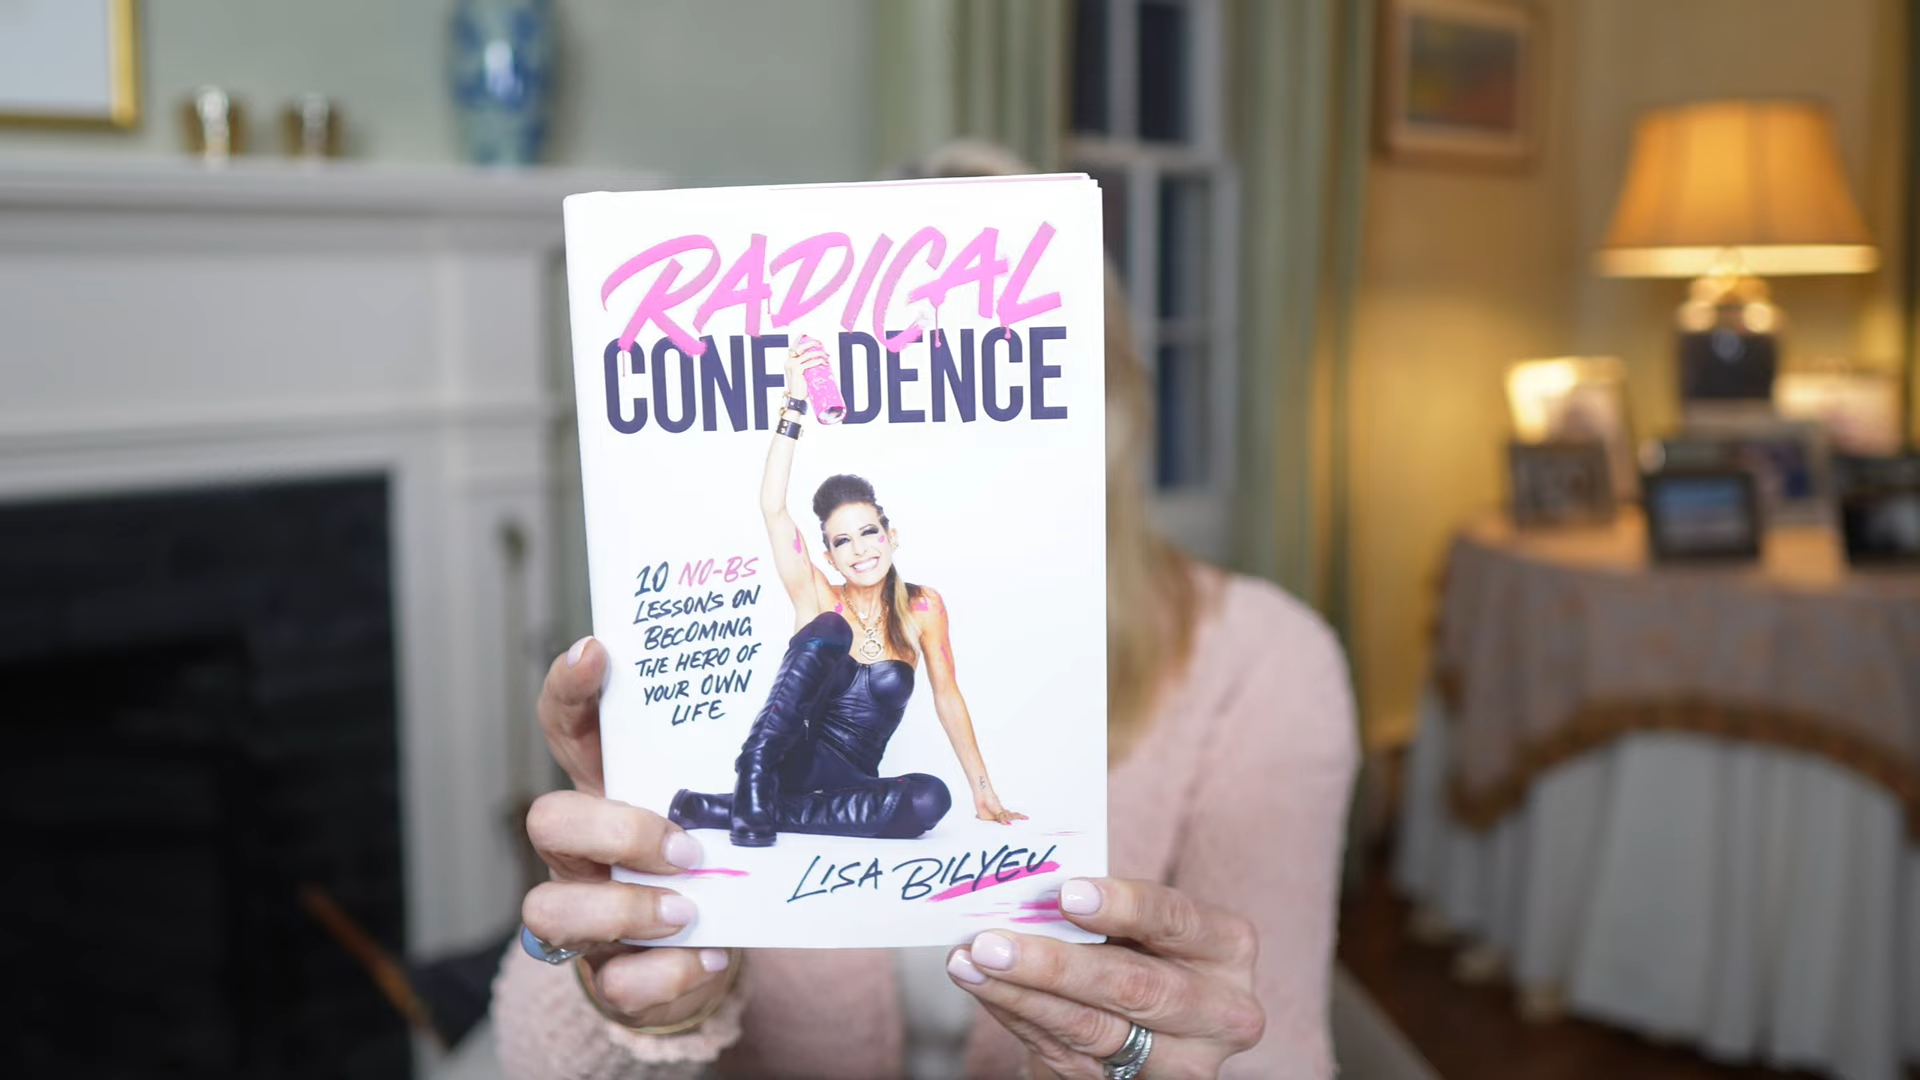 RADICAL
CONFIDENCE
10 NO-BS
LESSONS ON
BECOMING
THE HERO OF
YOUR OWN
LIFE
LISA BILYEU